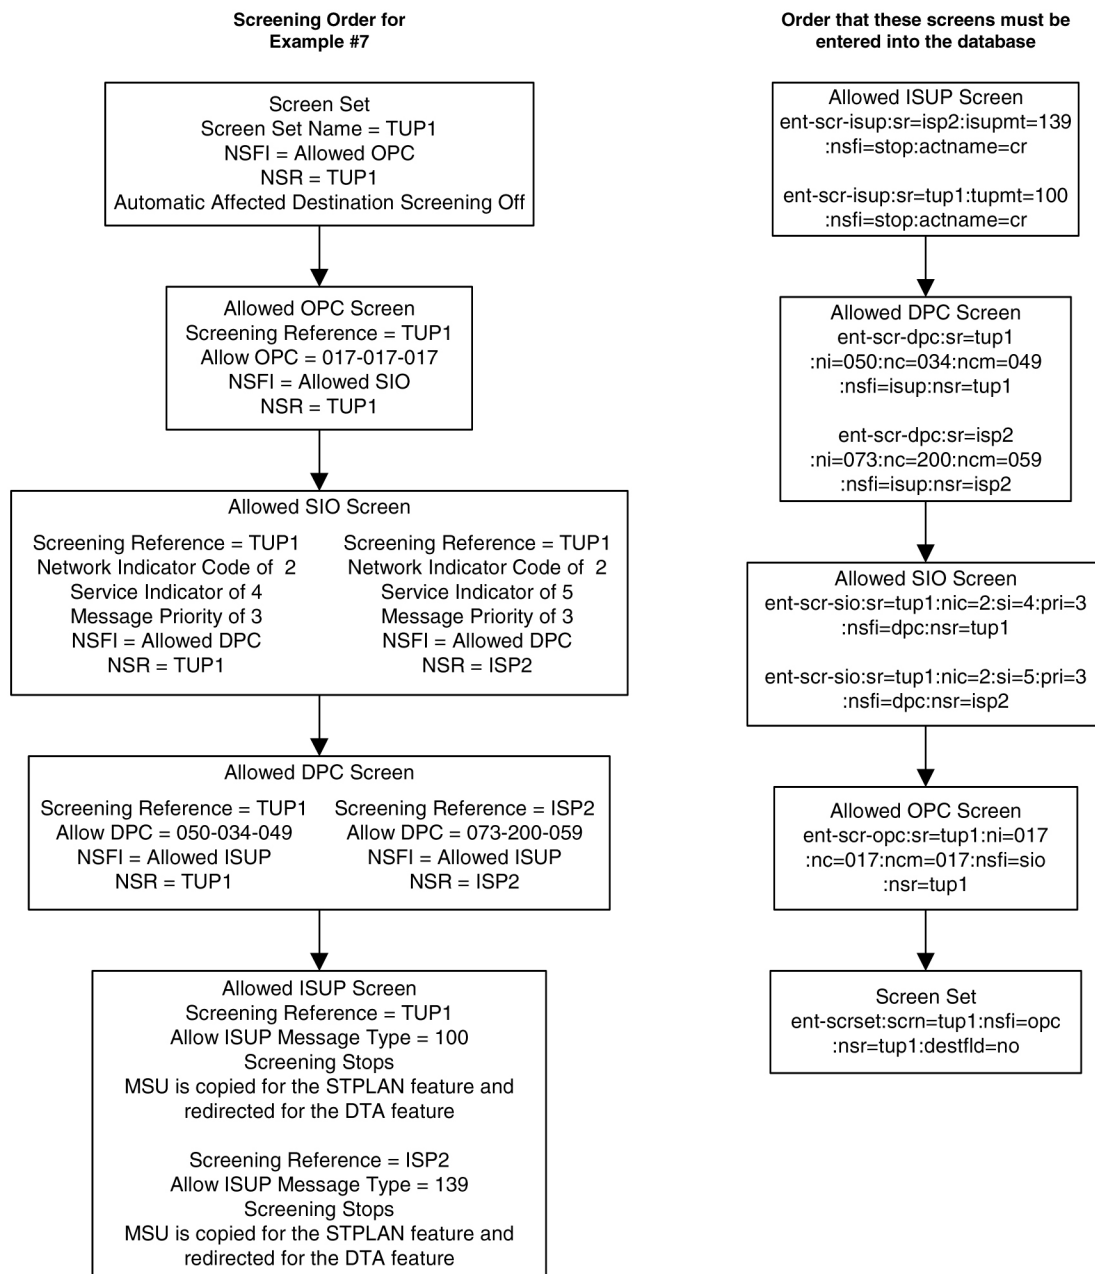 Screening Order for
Example #7
Screen Set
Screen Set Name = TUP1
NSFI = Allowed OPC
NSR = TUP1
Automatic Affected Destination Screening Off
Allowed OPC Screen
Screening Reference = TUP1
Allow OPC = 017-017-017
NSFI = Allowed SIO
NSR = TUP1
Allowed SIO Screen
Screening Reference = TUP1
Network Indicator Code of 2
Service Indicator of 4
Message Priority of 3
NSFI = Allowed DPC
NSR = TUP1
Screening Reference = TUP1
Network Indicator Code of 2
Service Indicator of 5
Message Priority of 3
NSFI = Allowed DPC
NSR = ISP2
Allowed DPC Screen
Screening Reference = TUP1
Allow DPC = 050-034-049
NSFI = Allowed ISUP
NSR = TUP1
Screening Reference = ISP2
Allow DPC = 073-200-059
NSFI = Allowed ISUP
NSR = ISP2
Allowed ISUP Screen
Screening Reference = TUP1
Allow ISUP Message Type = 100
Screening Stops
MSU is copied for the STPLAN feature and
redirected for the DTA feature
Screening Reference = ISP2
Allow ISUP Message Type = 139
Screening Stops
MSU is copied for the STPLAN feature and
redirected for the DTA feature
Order that these screens must be
entered into the database
Allowed ISUP Screen
ent-scr-isup:sr=isp2:isupmt=139
:nsfi=stop:actname=cr
ent-scr-isup:sr=tup1:tupmt=100
:nsfi=stop:actname=cr
Allowed DPC Screen
ent-scr-dpc:sr=tup1
:ni=050:nc=034:ncm=049
:nsfi=isup:nsr=tup1
ent-scr-dpc:sr=isp2
:ni=073:nc=200:ncm=059
:nsfi=isup:nsr=isp2
Allowed SIO Screen
ent-scr-sio:sr=tup1:nic=2:si=4:pri=3
:nsfi=dpc:nsr=tup1
ent-scr-sio:sr=tup1:nic=2:si=5:pri=3
:nsfi=dpc:nsr=isp2
Allowed OPC Screen
ent-scr-opc:sr=tup1:ni=017
:nc=017:ncm=017:nsfi=sio
:nsr=tup1
Screen Set
ent-scrset:scrn=tup1:nsfi=opc
:nsr=tup1:destfld=no